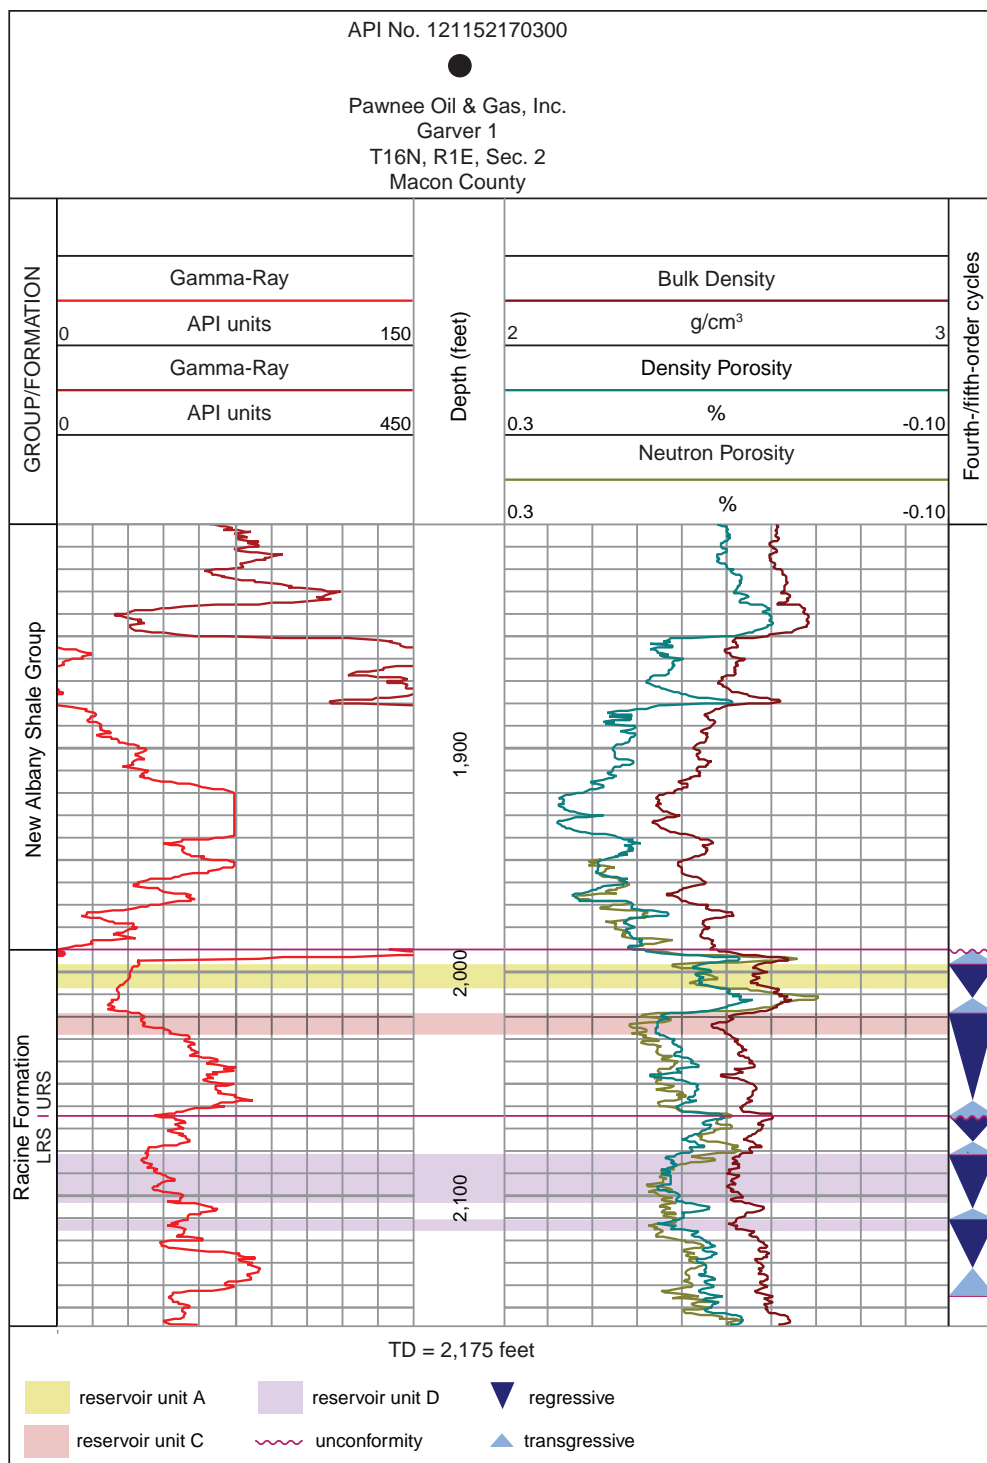 API No. 121152170300
Pawnee Oil & Gas, Inc.
Garver 1
T16N, R1E, Sec. 2
Macon County
GROUP/FORMATION
Gamma-Ray
0 API units 150
Gamma-Ray
0 API units 450
Depth (feet)
Bulk Density
2 g/cm³ 3
Density Porosity
0.3 % -0.10
Neutron Porosity
0.3 % -0.10
Fourth-/fifth-order cycles
New Albany Shale Group
Racine Formation
LRS
URS
1,900
2,000
2,100
TD = 2,175 feet
reservoir unit A
reservoir unit D
regressive
reservoir unit C
unconformity
transgressive